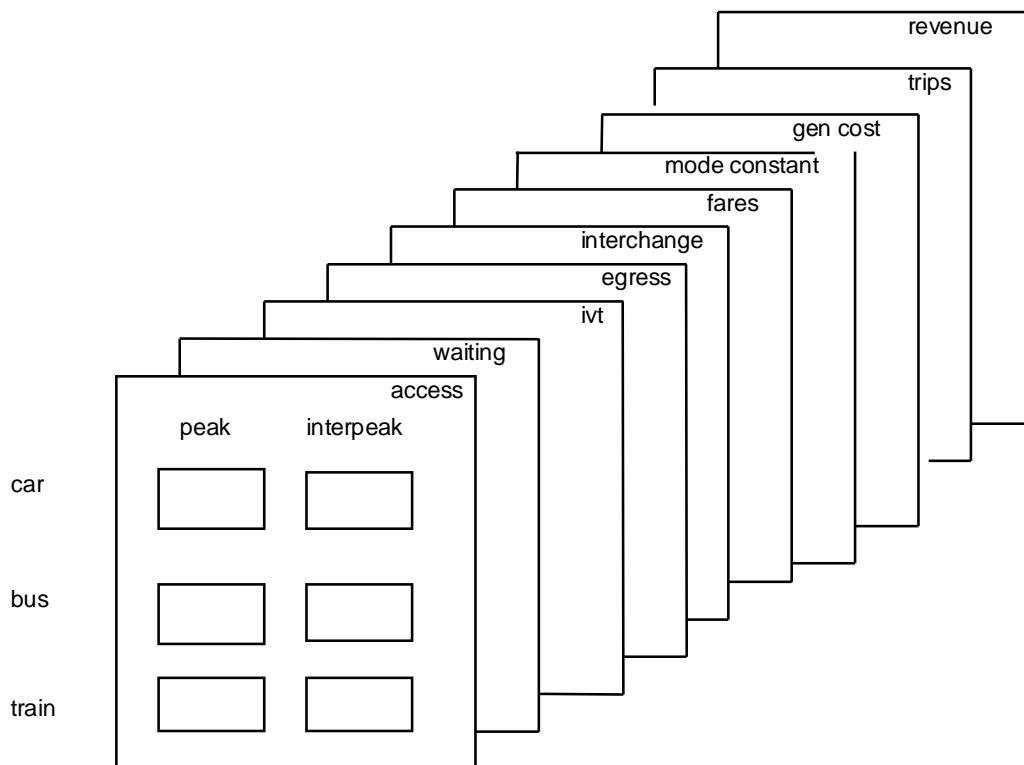 revenue
trips
gen cost
mode constant
fares
interchange
egress
ivt
waiting
access
peak interpeak
car
bus
train